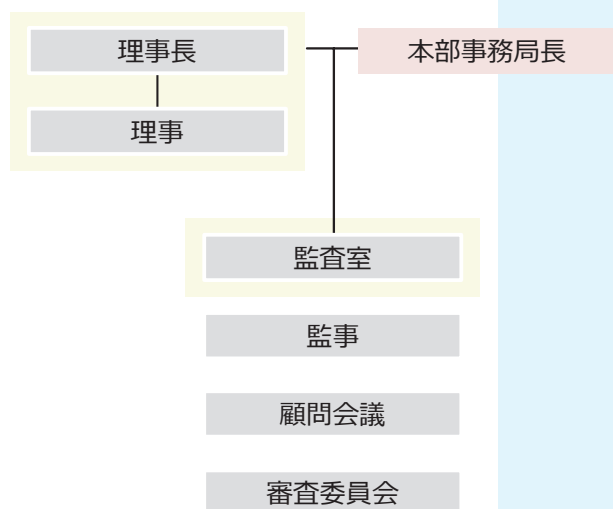 理事長
本部事務局長
理事
監査室
監事
顧問会議
審査委員会